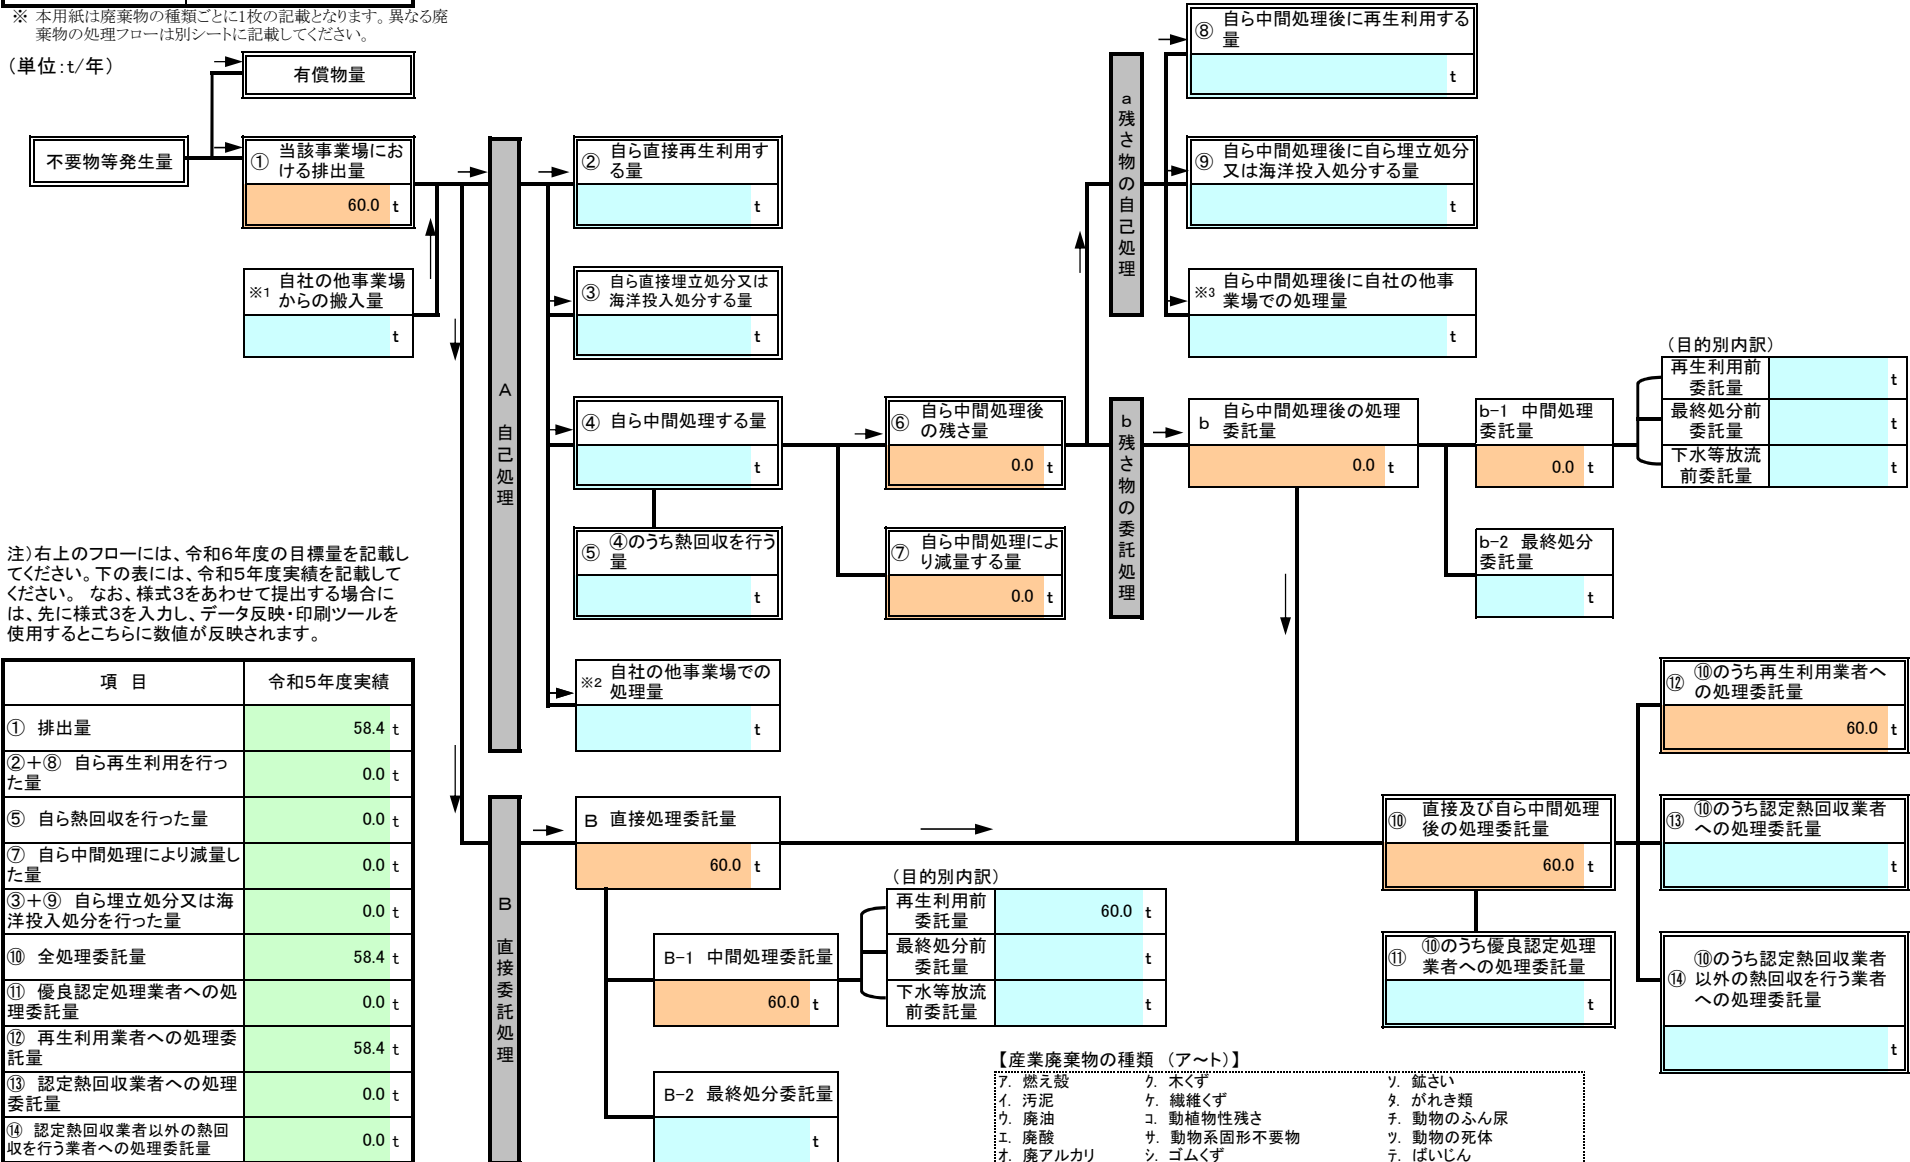 ※ 本用紙は廃棄物の種類ごとに1枚の記載となります。異なる廃
棄物の処理フローは別シートに記載してください。
(単位:t/年)
有償物量
不要物等発生量
① 当該事業場にお
ける排出量
60.0 t
※1 自社の他事業場
からの搬入量
t
A 自己処理
② 自ら直接再生利用す
る量
t
③ 自ら直接埋立処分又は
海洋投入処分する量
t
④ 自ら中間処理する量
t
⑤ ④のうち熱回収を行う
量
t
※2 自社の他事業場での
処理量
t
⑥ 自ら中間処理後
の残さ量
0.0 t
⑦ 自ら中間処理によ
り減量する量
0.0 t
a 残さ物の自己処理
⑧ 自ら中間処理後に再生利用する
量
t
⑨ 自ら中間処理後に自ら埋立処分
又は海洋投入処分する量
t
※3 自ら中間処理後に自社の他事
業場での処理量
t
b 残さ物の委託処理
b 自ら中間処理後の処理
委託量
0.0 t
b-1 中間処理
委託量
0.0 t
b-2 最終処分
委託量
t
(目的別内訳)
再生利用前
委託量
t
最終処分前
委託量
t
下水等放流
前委託量
t
注)右上のフローには、令和6年度の目標量を記載し
てください。下の表には、令和5年度実績を記載して
ください。 なお、様式3をあわせて提出する場合に
は、先に様式3を入力し、データ反映・印刷ツールを
使用するとこちらに数値が反映されます。
項 目 令和5年度実績
① 排出量 58.4 t
②+⑧ 自ら再生利用を行っ
た量 0.0 t
⑤ 自ら熱回収を行った量 0.0 t
⑦ 自ら中間処理により減量し
た量 0.0 t
③+⑨ 自ら埋立処分又は海
洋投入処分を行った量 0.0 t
⑩ 全処理委託量 58.4 t
⑪ 優良認定処理業者への処
理委託量 0.0 t
⑫ 再生利用業者への処理委
託量 58.4 t
⑬ 認定熱回収業者への処理
委託量 0.0 t
⑭ 認定熱回収業者以外の熱回
収を行う業者への処理委託量 0.0 t
B 直接委託処理
B 直接処理委託量
60.0 t
B-1 中間処理委託量
60.0 t
B-2 最終処分委託量
t
(目的別内訳)
再生利用前
委託量
60.0 t
最終処分前
委託量
t
下水等放流
前委託量
t
⑩ 直接及び自ら中間処理
後の処理委託量
60.0 t
⑪ ⑩のうち優良認定処理
業者への処理委託量
t
⑫ ⑩のうち再生利用業者へ
の処理委託量
60.0 t
⑬ ⑩のうち認定熱回収業者
への処理委託量
t
⑭ ⑩のうち認定熱回収業者
以外の熱回収を行う業者
への処理委託量
t
【産業廃棄物の種類 (ア~ト)】
ア. 燃え殻 ク. 木くず ソ. 鉱さい
イ. 汚泥 ケ. 繊維くず タ. がれき類
ウ. 廃油 コ. 動植物性残さ チ. 動物のふん尿
エ. 廃酸 サ. 動物系固形不要物 ツ. 動物の死体
オ. 廃アルカリ シ. ゴムくず テ. ばいじん